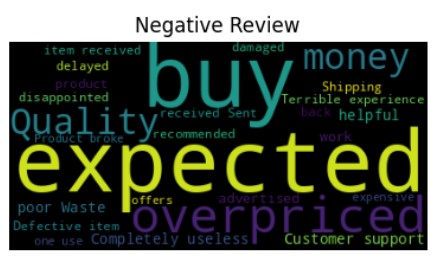 Negative Review
item received
damaged
delayed
buy
money
product
Shipping
disappointed
Terrible experience
Quality
received Sent
back
helpful
Product broke
recommended
work
expected
offers
advertised
expensive
poor Waste
overpriced
Defective item
one use
Completely useless
Customer support